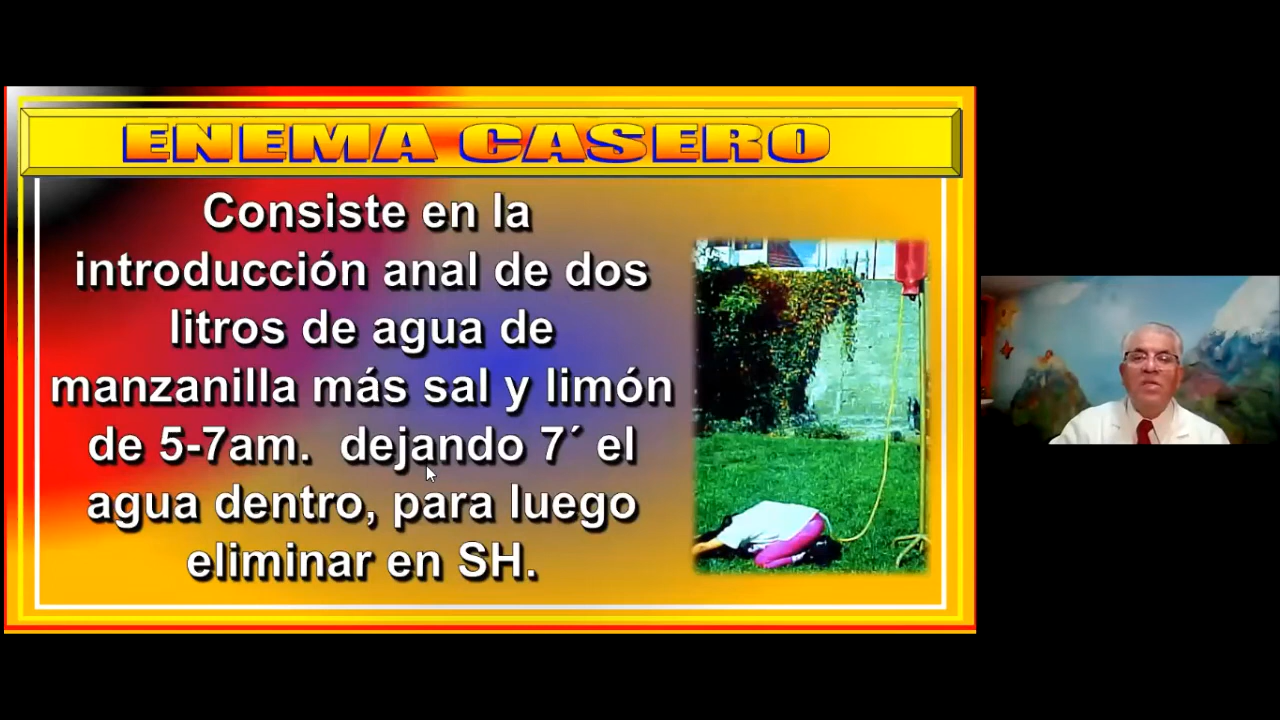 ENEMA CASERO
Consiste en la
introducción anal de dos
litros de agua de
manzanilla más sal y limón
de 5-7am.  dejando 7´ el
agua dentro, para luego
eliminar en SH.